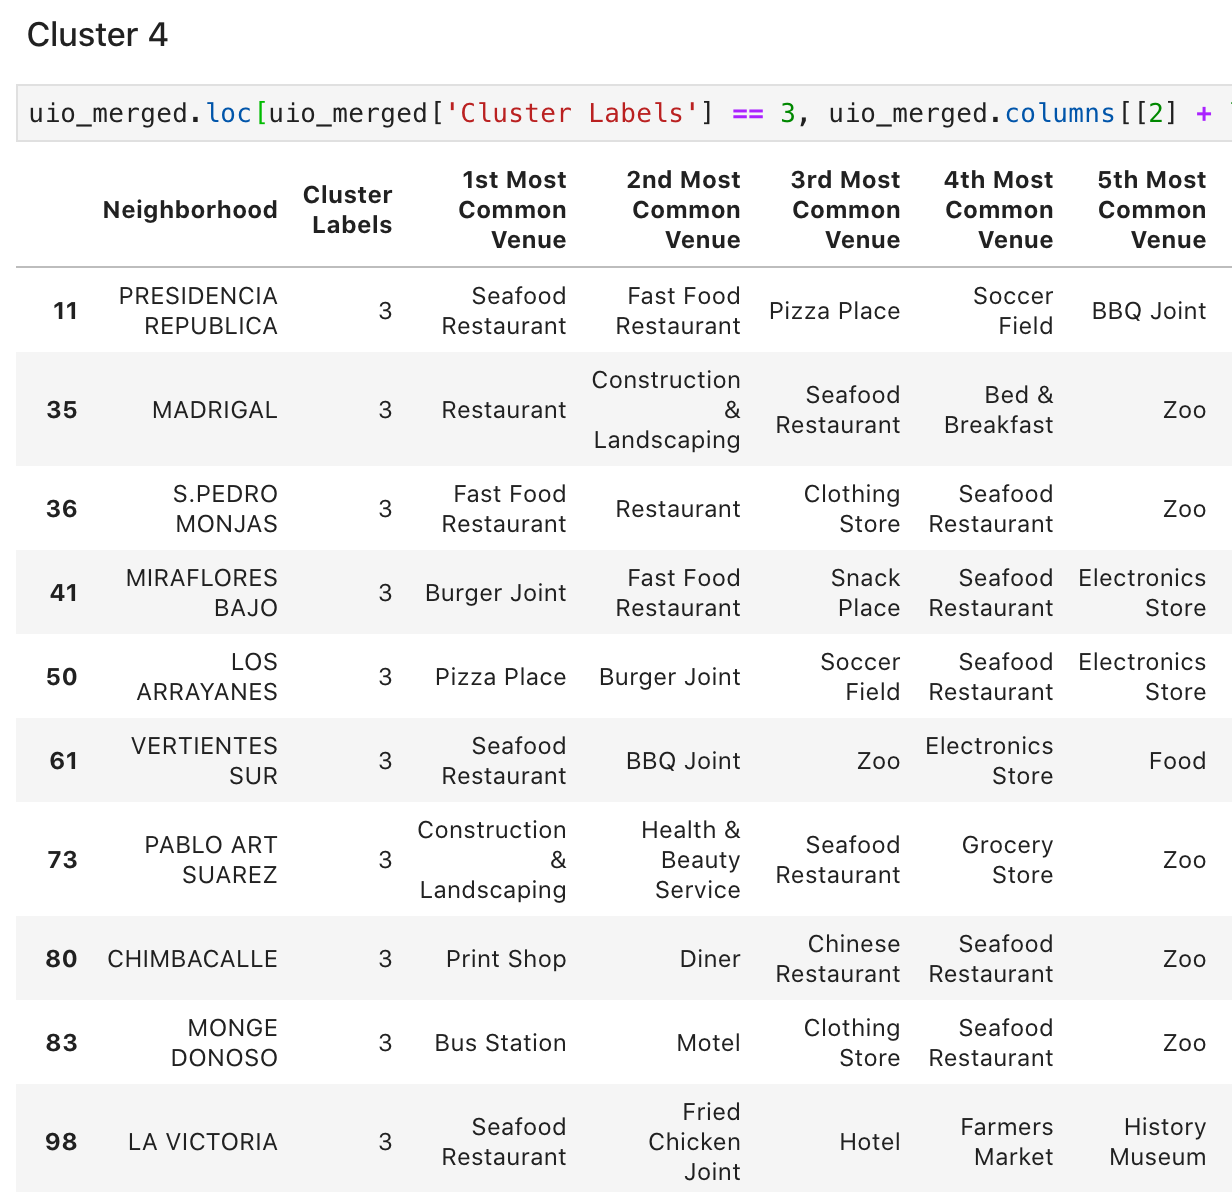 Cluster 4
uio_merged.loc[uio_merged['Cluster Labels'] == 3, uio_merged.columns[[2] +
Neighborhood Cluster Labels 1st Most Common Venue 2nd Most Common Venue 3rd Most Common Venue 4th Most Common Venue 5th Most Common Venue
11 PRESIDENCIA REPUBLICA 3 Seafood Restaurant Fast Food Restaurant Pizza Place Soccer Field BBQ Joint
35 MADRIGAL 3 Restaurant Construction & Landscaping Seafood Restaurant Bed & Breakfast Zoo
36 S.PEDRO MONJAS 3 Fast Food Restaurant Restaurant Clothing Store Seafood Restaurant Zoo
41 MIRAFLORES BAJO 3 Burger Joint Fast Food Restaurant Snack Place Seafood Restaurant Electronics Store
50 LOS ARRAYANES 3 Pizza Place Burger Joint Soccer Field Seafood Restaurant Electronics Store
61 VERTIENTES SUR 3 Seafood Restaurant BBQ Joint Zoo Electronics Store Food
73 PABLO ART SUAREZ 3 Construction & Landscaping Health & Beauty Service Seafood Restaurant Grocery Store Zoo
80 CHIMBACALLE 3 Print Shop Diner Chinese Restaurant Seafood Restaurant Zoo
83 MONGE DONOSO 3 Bus Station Motel Clothing Store Seafood Restaurant Zoo
98 LA VICTORIA 3 Seafood Restaurant Fried Chicken Joint Hotel Farmers Market History Museum